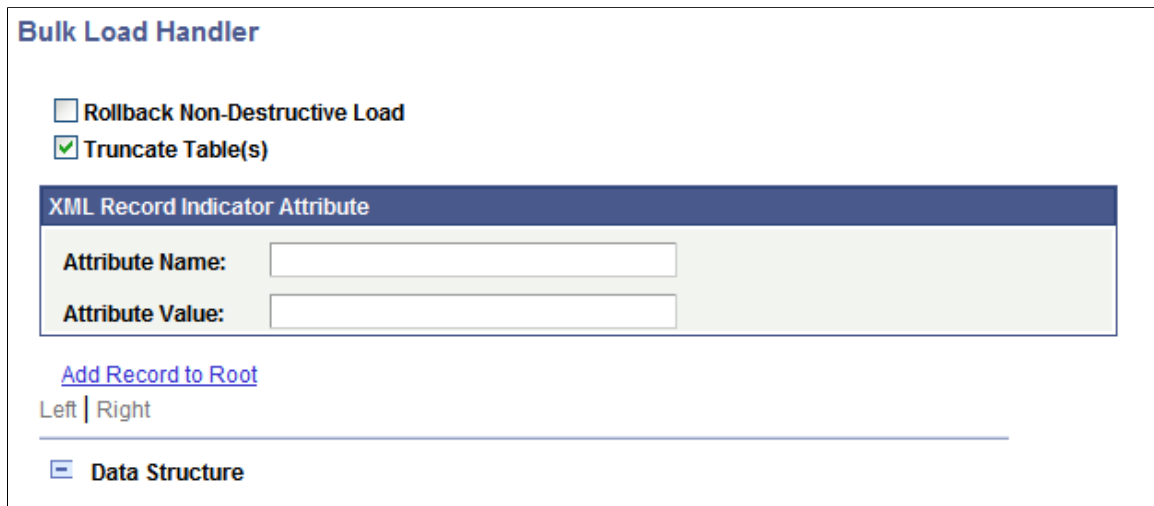 Bulk Load Handler
Rollback Non-Destructive Load
Truncate Table(s)
XML Record Indicator Attribute
Attribute Name:
Attribute Value:
Add Record to Root
Left | Right
Data Structure